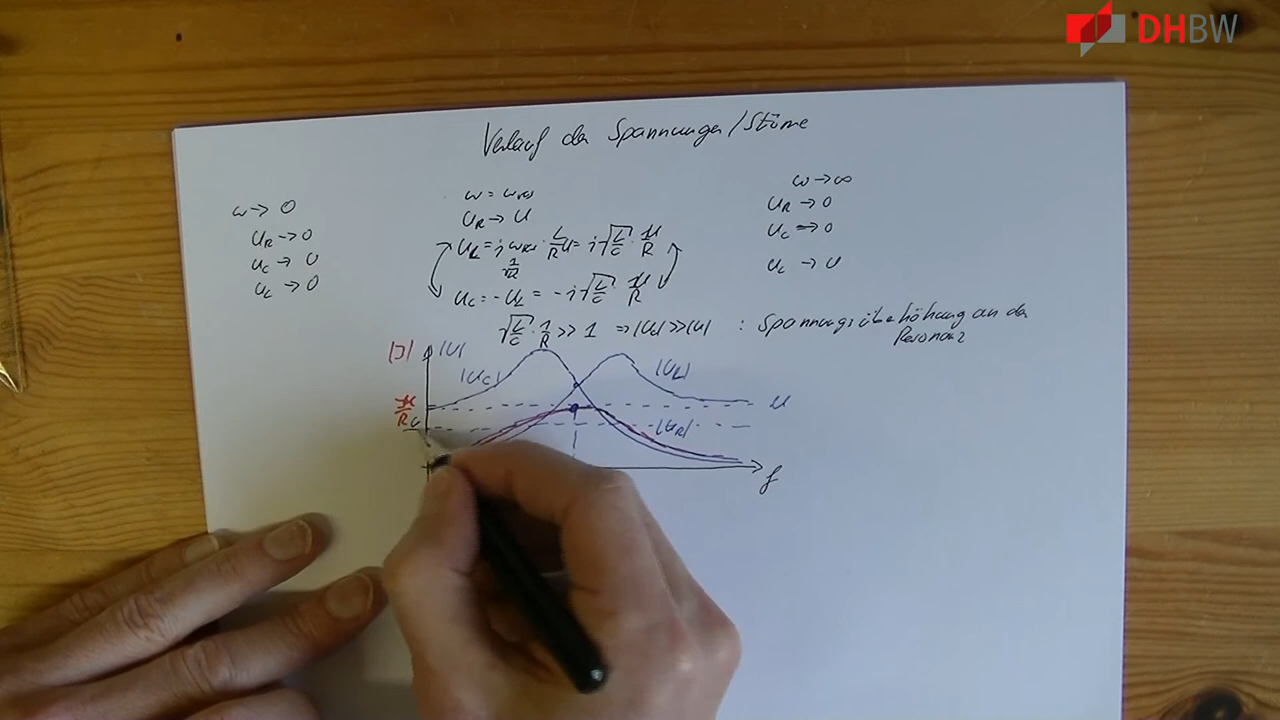 DHBW
Verlauf der Spannungen/Ströme
ω → 0
U_R → 0
U_C → U
U_L → 0
ω = ω_res
U_R → U
U_L = j ω_res · L/R U = j √(L/C) · U/R
U_C = -U_L = -j √(L/C) · U/R
√(L/C) · 1/R >> 1 ⇒ |U_C| >> |U| : Spannungsüberhöhung an der
Resonanz
ω → ∞
U_R → 0
U_C → 0
U_L → U
|I| |U|
|U_C|
|U_L|
U/R
U
|U_R|
f